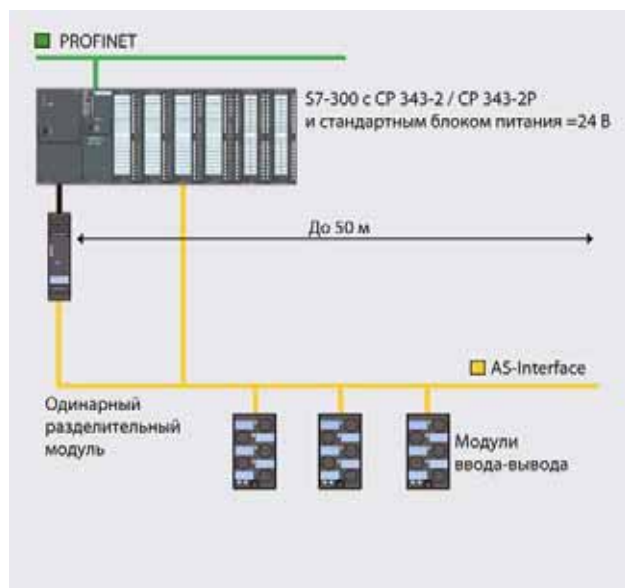 PROFINET
S7-300 с CP 343-2 / CP 343-2P
и стандартным блоком питания =24 В
До 50 м
AS-Interface
Одинарный
разделительный
модуль
Модули
ввода-вывода